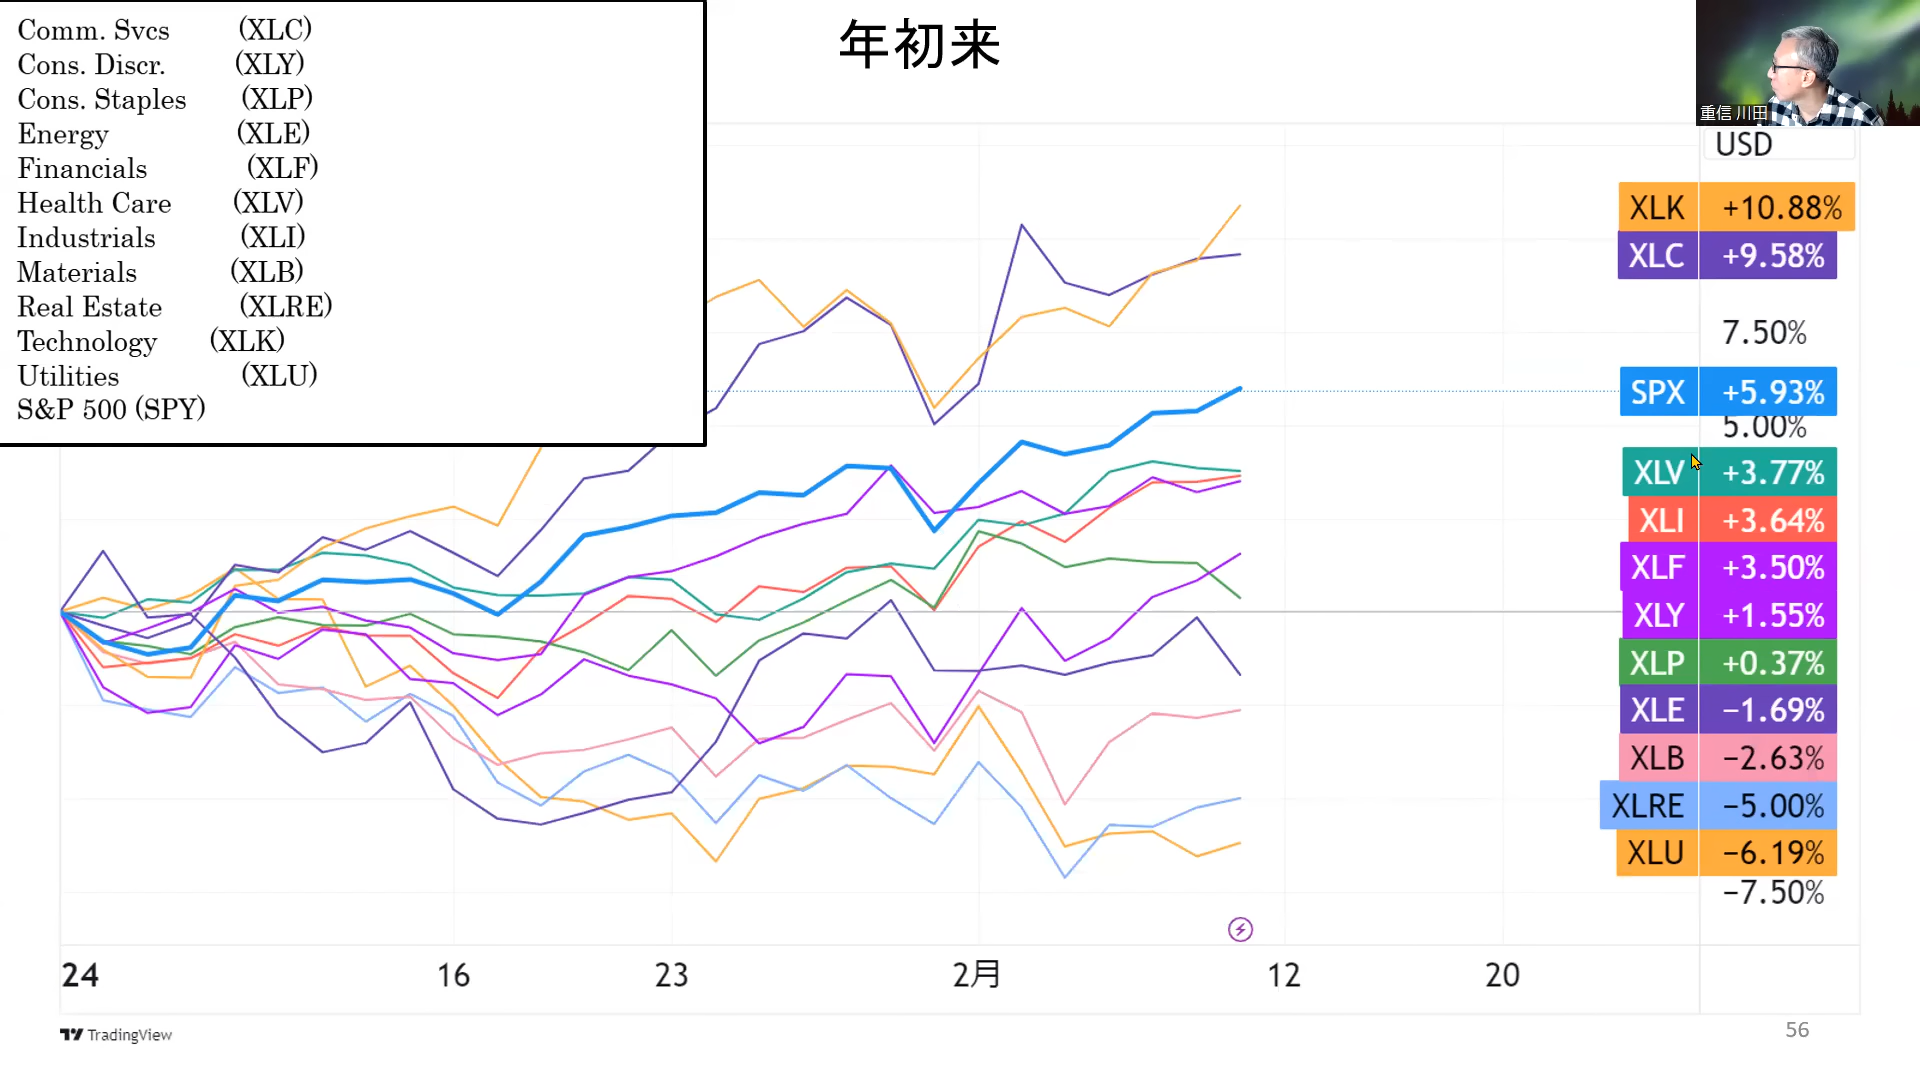 Comm. Svcs (XLC)
Cons. Discr. (XLY)
Cons. Staples (XLP)
Energy (XLE)
Financials (XLF)
Health Care (XLV)
Industrials (XLI)
Materials (XLB)
Real Estate (XLRE)
Technology (XLK)
Utilities (XLU)
S&P 500 (SPY)
年初来
重信 川田
USD
XLK +10.88%
XLC +9.58%
7.50%
SPX +5.93%
5.00%
XLV +3.77%
XLI +3.64%
XLF +3.50%
XLY +1.55%
XLP +0.37%
XLE −1.69%
XLB −2.63%
XLRE −5.00%
XLU −6.19%
−7.50%
24 16 23 2月 12 20
TradingView
56